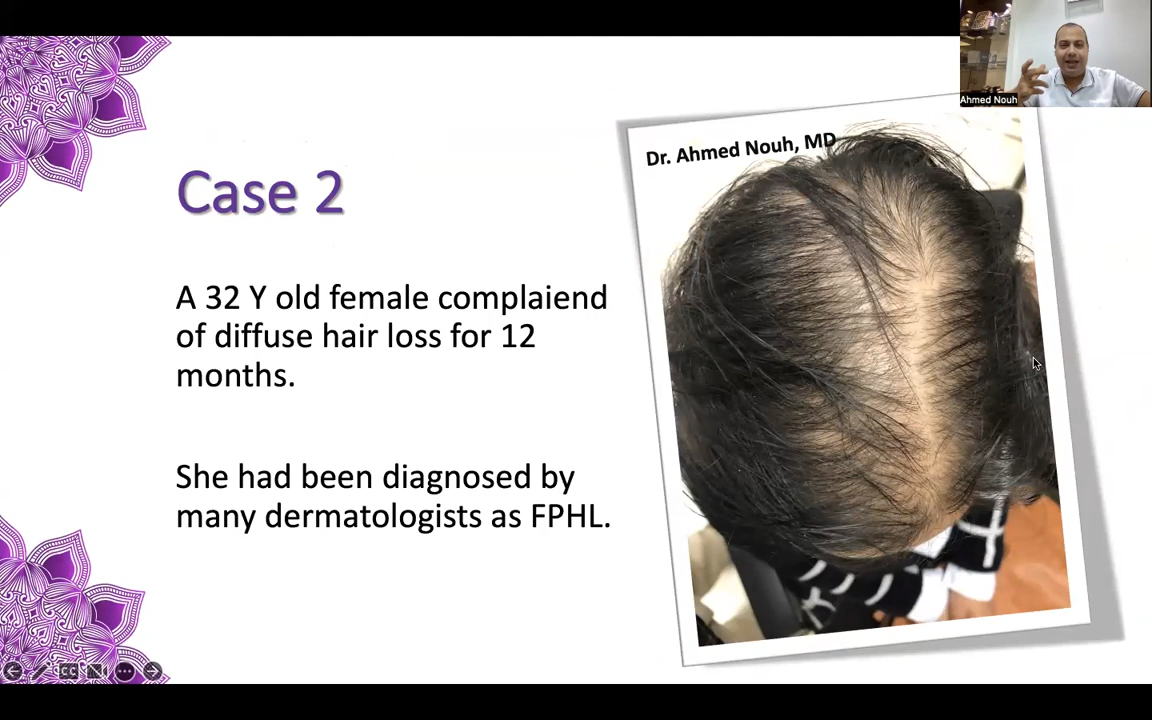 Ahmed Nouh
Dr. Ahmed Nouh, MD
Case 2
A 32 Y old female complaiend
of diffuse hair loss for 12
months.
She had been diagnosed by
many dermatologists as FPHL.
CC